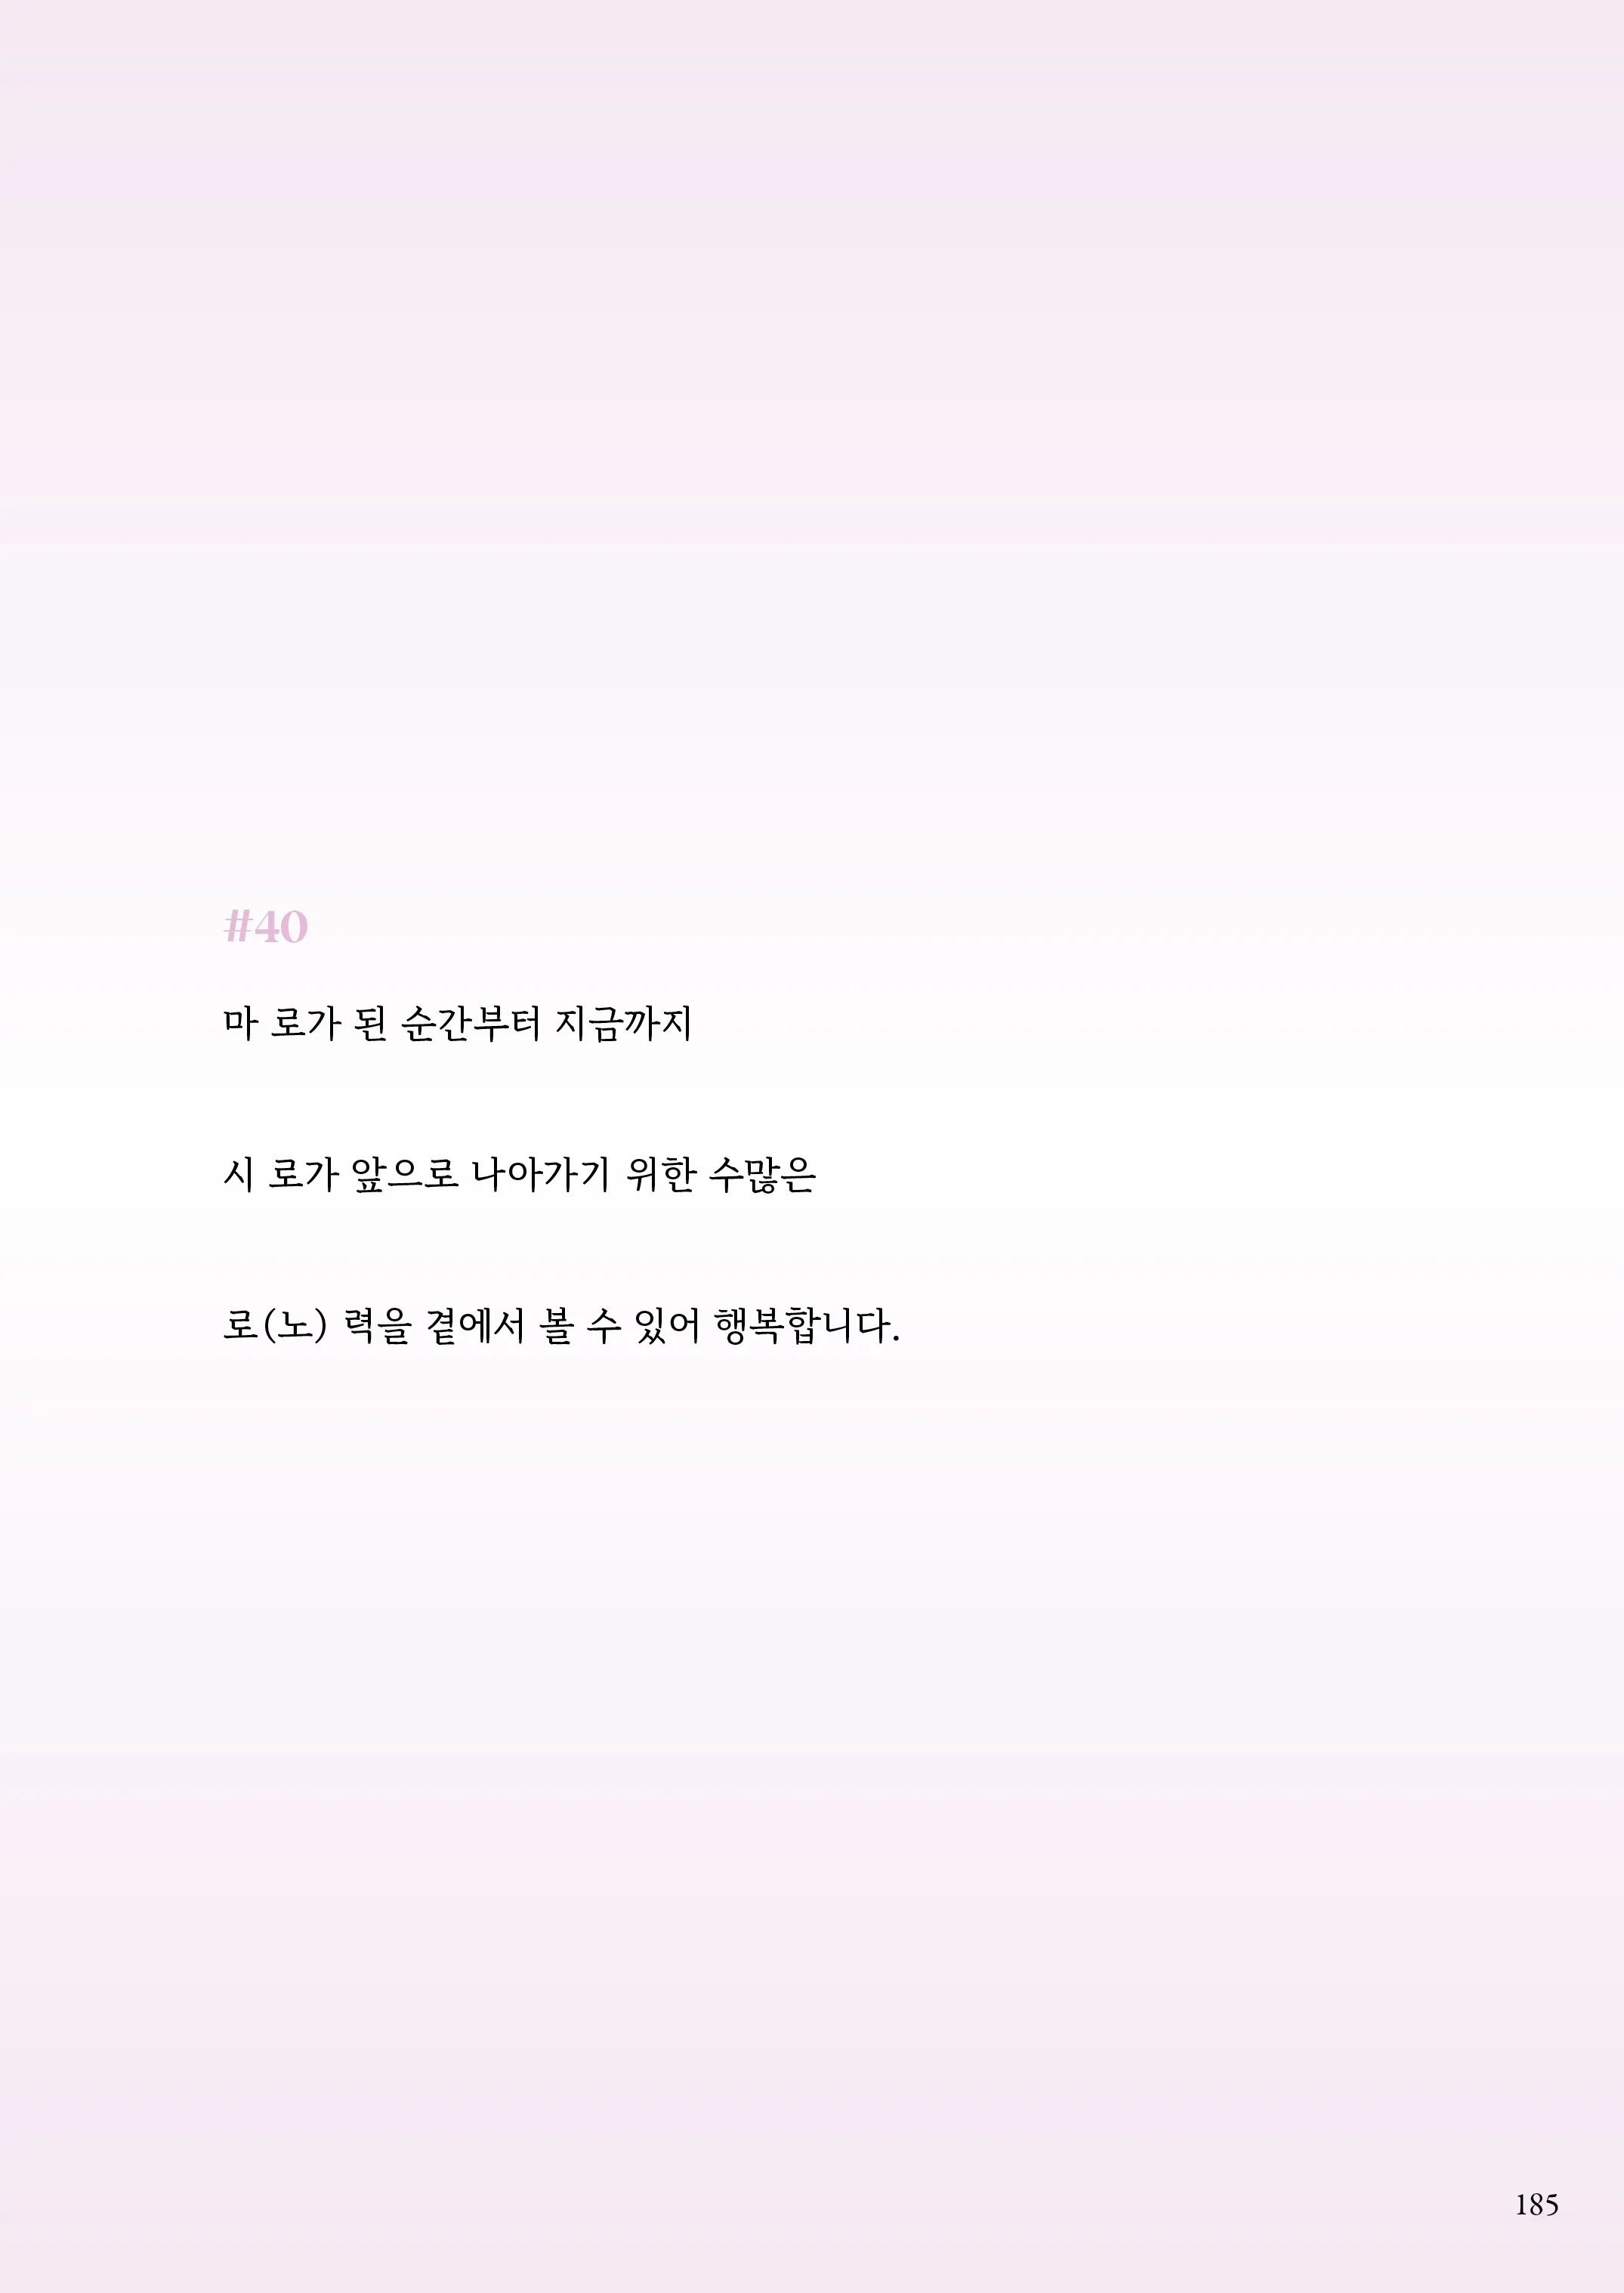 #40
마 로가 된 순간부터 지금까지
시 로가 앞으로 나아가기 위한 수많은
로(노) 력을 곁에서 볼 수 있어 행복합니다.
185